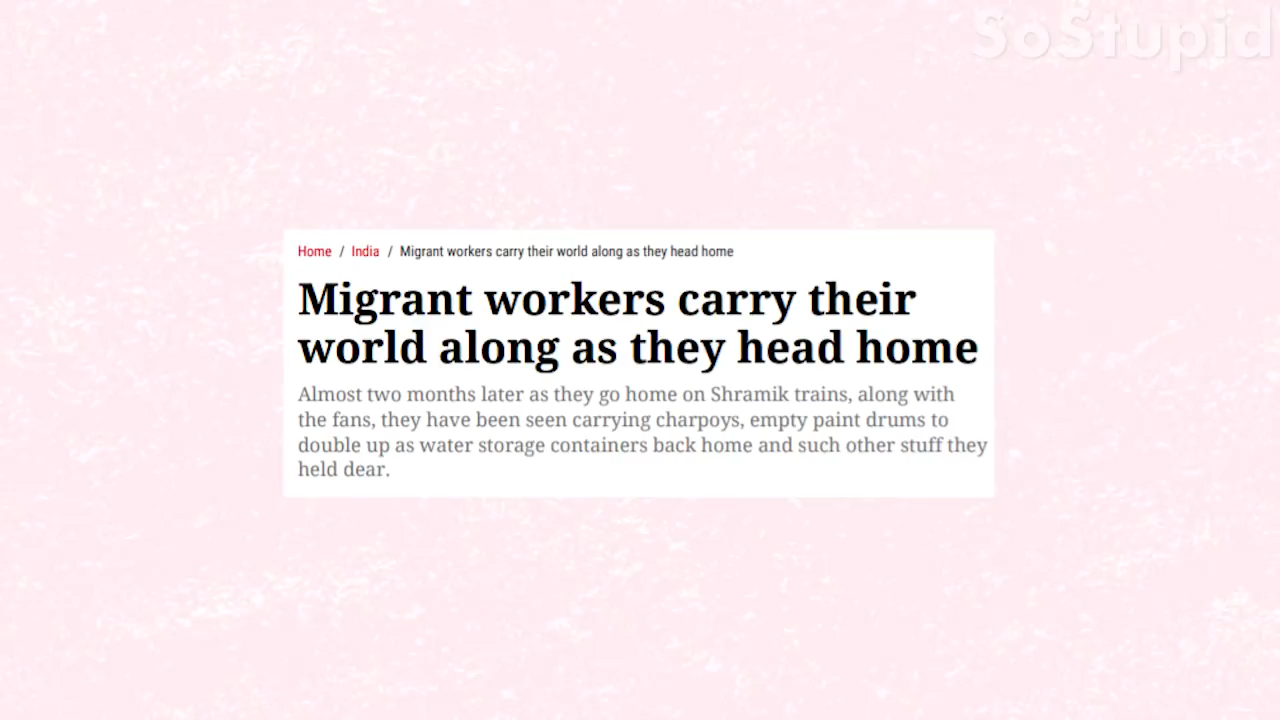 SoStupid
Home / India / Migrant workers carry their world along as they head home
Migrant workers carry their
world along as they head home
Almost two months later as they go home on Shramik trains, along with
the fans, they have been seen carrying charpoys, empty paint drums to
double up as water storage containers back home and such other stuff they
held dear.